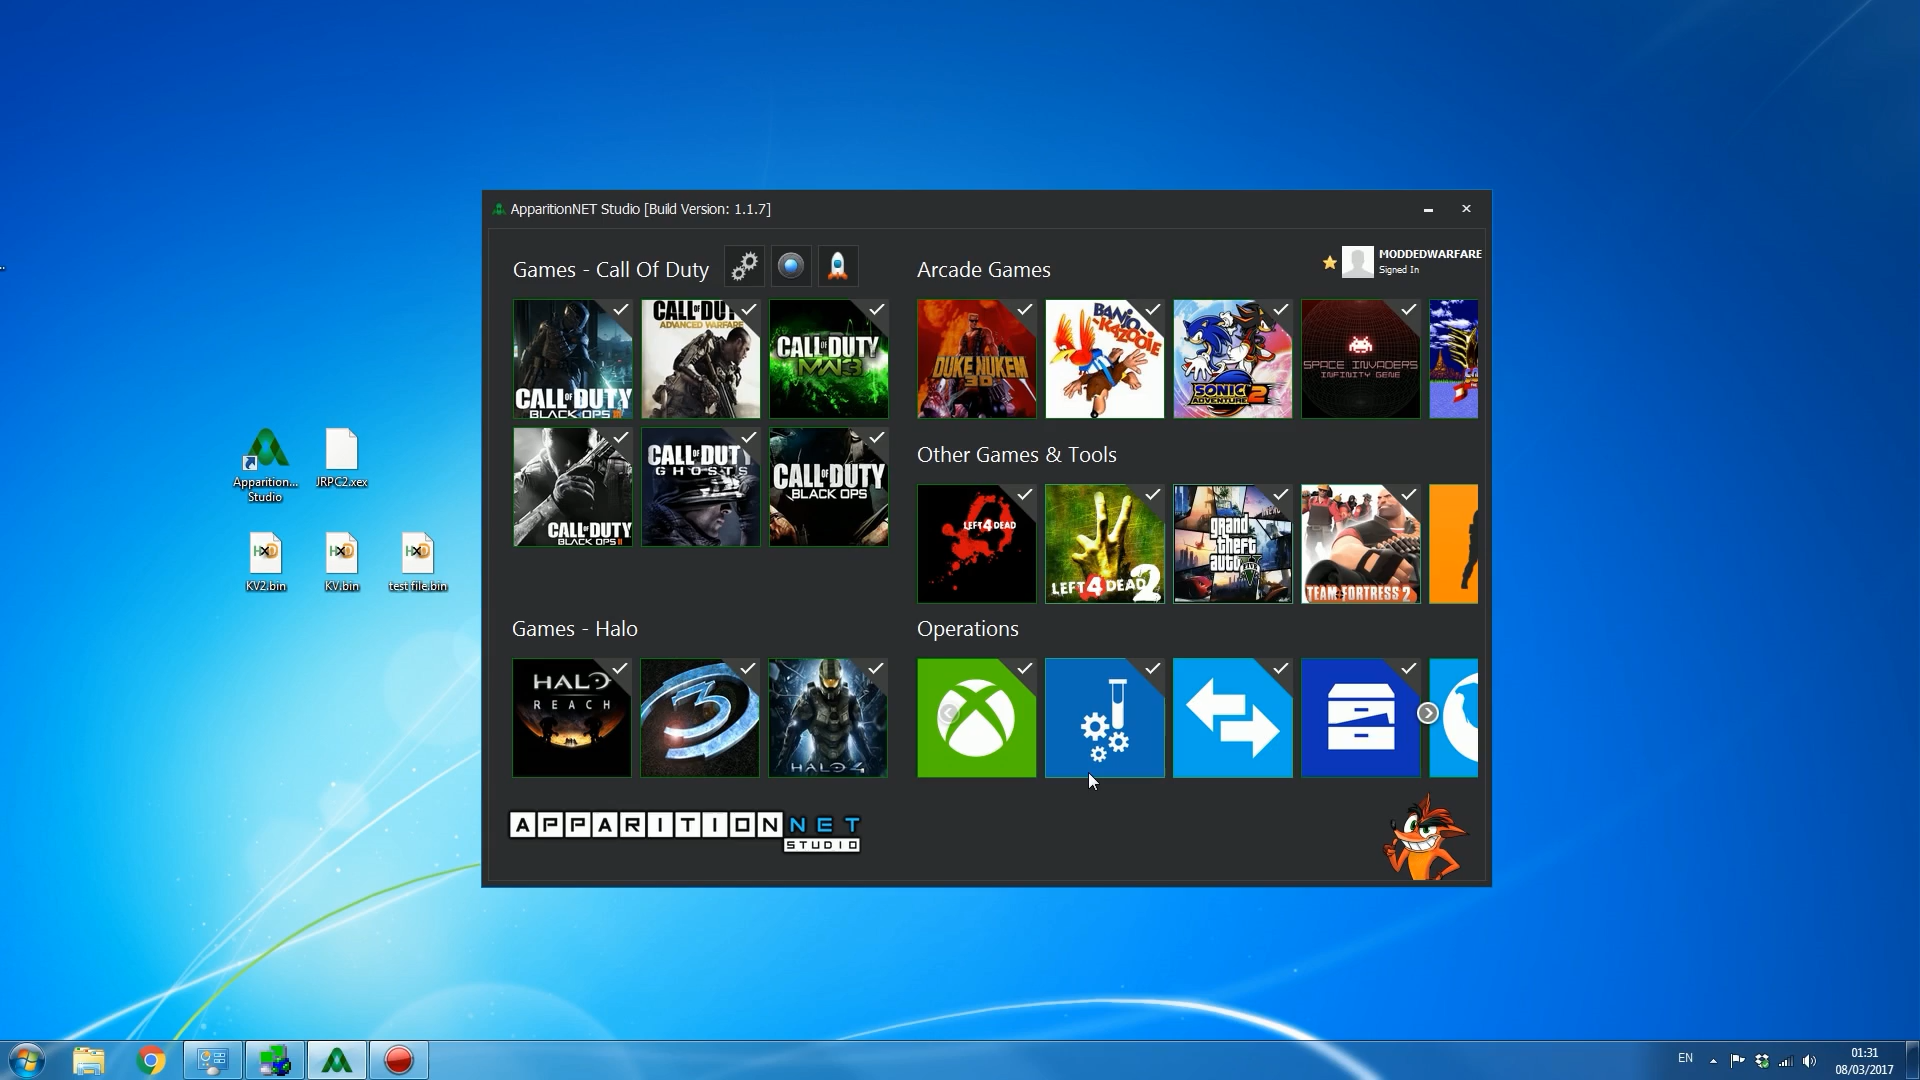 ApparitionNET Studio [Build Version: 1.1.7]
Games - Call Of Duty
Arcade Games
MODDEDWARFARE
Signed In
CALL OF DUTY
BLACK OPS III
CALL OF DUTY
ADVANCED WARFARE
CALL OF DUTY
MW3
DUKE NUKEM
3D
BANJO
-KAZOOIE
SONIC
ADVENTURE 2
SPACE INVADERS
INFINITY GENE
CALL OF DUTY
BLACK OPS II
CALL OF DUTY
GHOSTS
CALL OF DUTY
BLACK OPS
Other Games & Tools
LEFT 4 DEAD
LEFT 4 DEAD 2
grand
theft
auto
FIVE
TEAM FORTRESS 2
Games - Halo
Operations
HALO
REACH
3
HALO 4
APPARITIONNET
STUDIO
Apparition...
Studio
JRPC2.xex
HXD
KV2.bin
HXD
KV.bin
HXD
test file.bin
EN
01:31
08/03/2017